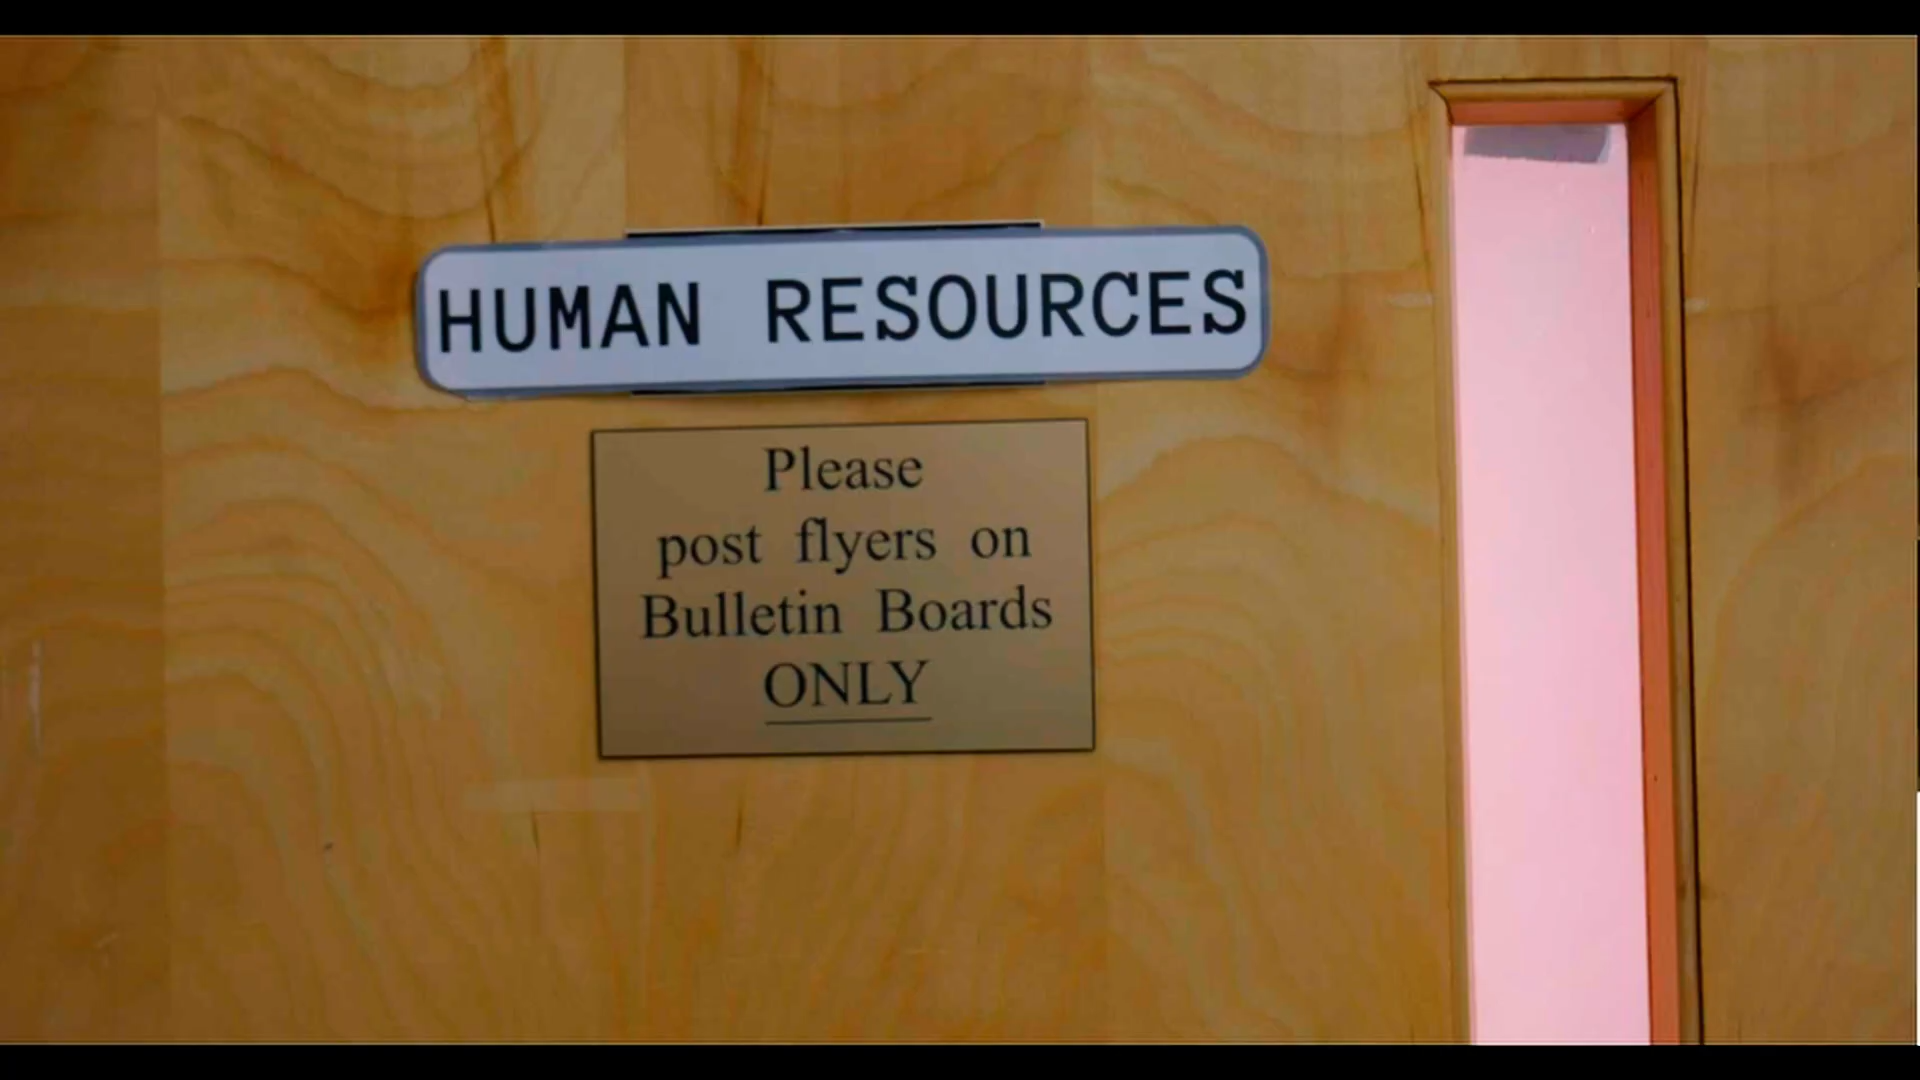 HUMAN RESOURCES
Please
post flyers on
Bulletin Boards
ONLY